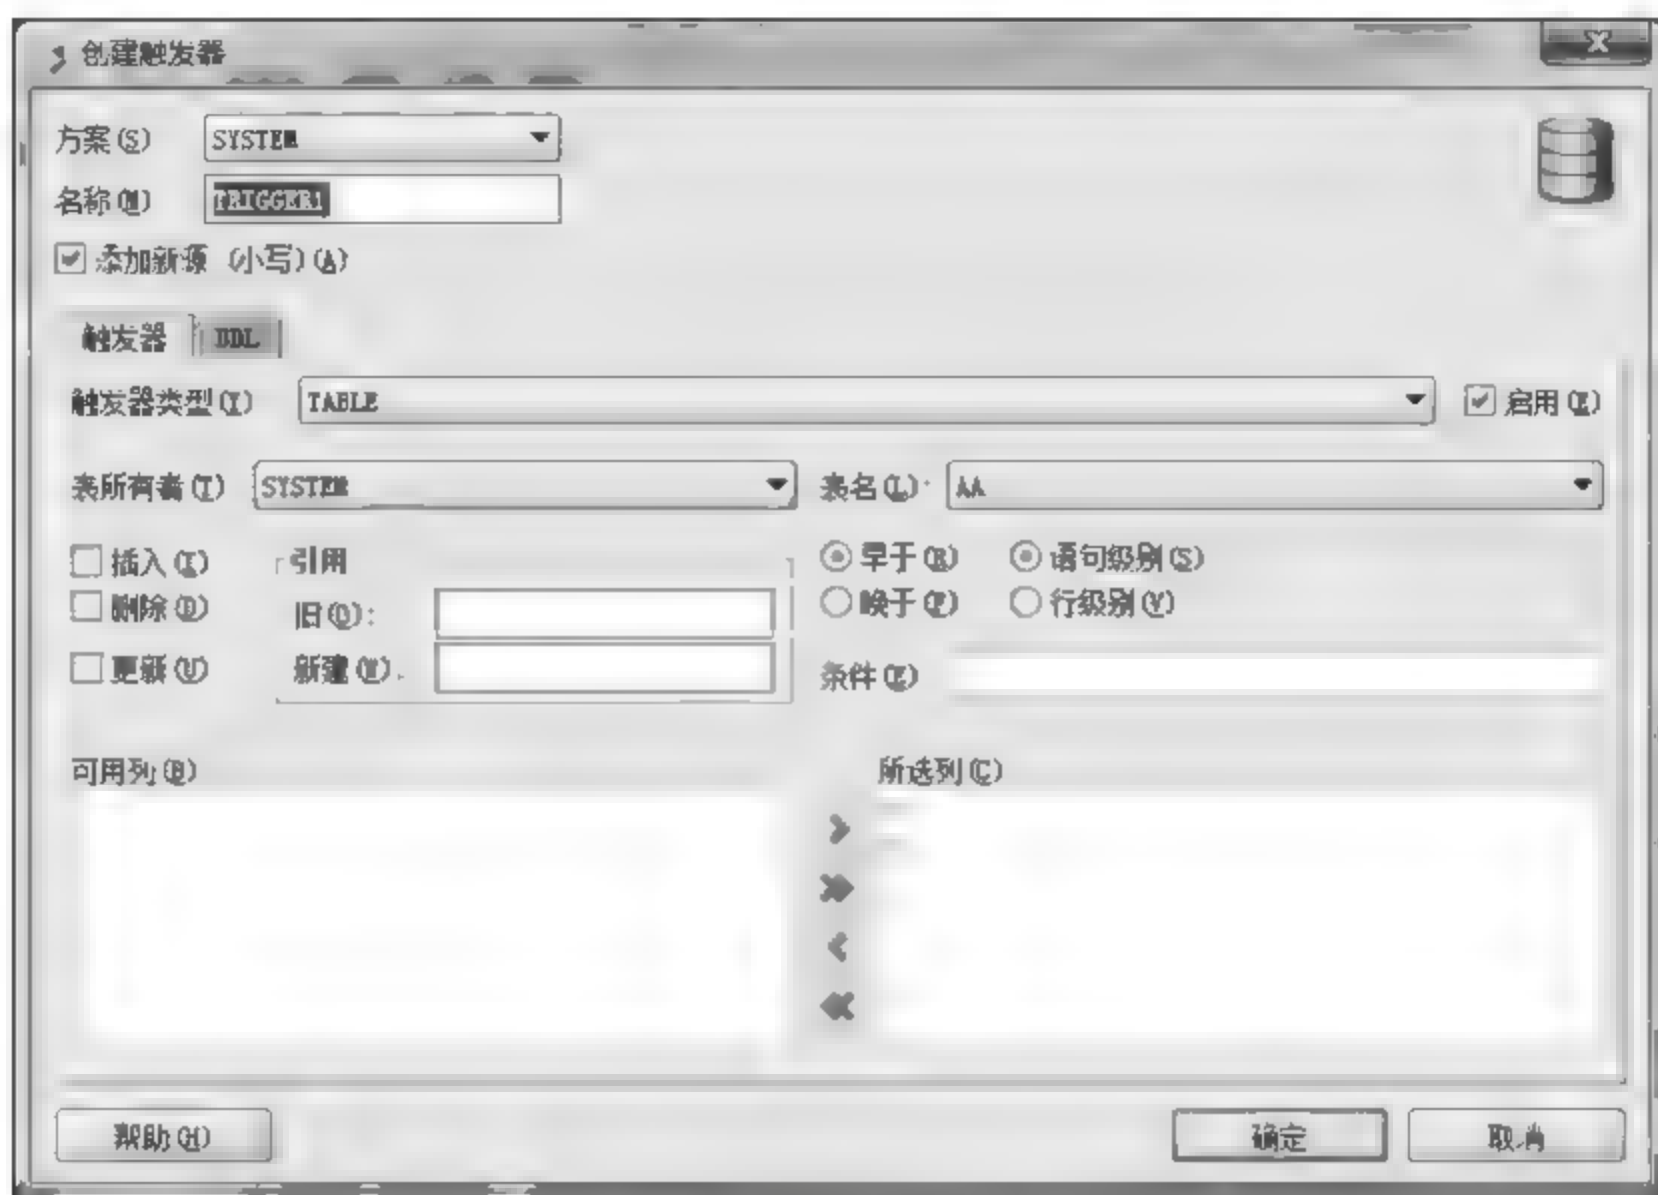 创建触发器
方案(S) SYSTEM
名称(N) TRIGGER1
添加新源 (小写)(A)
触发器 DDL
触发器类型(Y) TABLE 启用(E)
表所有者(T) SYSTEM 表名(L): AA
插入(I) 引用 早于(R) 语句级别(S)
删除(D) 旧(O): 晚于(F) 行级别(V)
更新(U) 新建(W): 条件(E)
可用列(B) 所选列(C)
帮助(H) 确定 取消